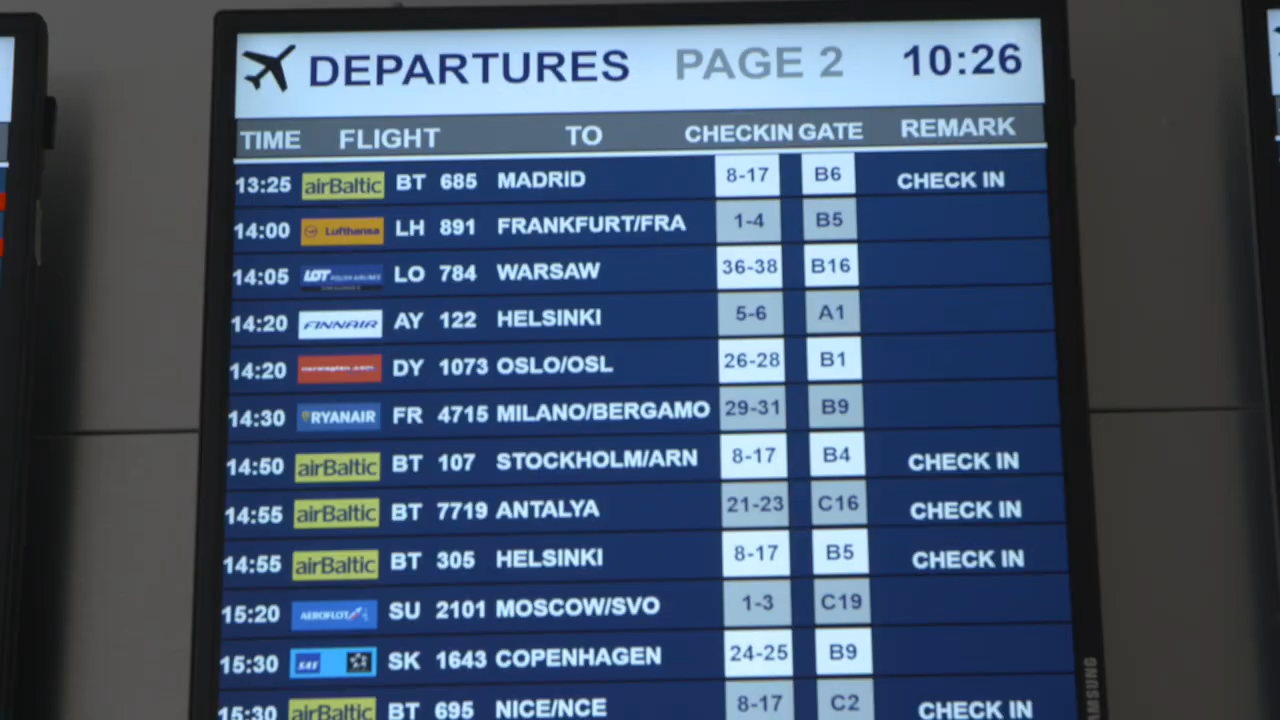 DEPARTURES PAGE 2 10:26
TIME FLIGHT TO CHECKIN GATE REMARK
13:25 airBaltic BT 685 MADRID 8-17 B6 CHECK IN
14:00 Lufthansa LH 891 FRANKFURT/FRA 1-4 B5
14:05 LOT POLISH AIRLINES LO 784 WARSAW 36-38 B16
14:20 FINNAIR AY 122 HELSINKI 5-6 A1
14:20 norwegian.com DY 1073 OSLO/OSL 26-28 B1
14:30 RYANAIR FR 4715 MILANO/BERGAMO 29-31 B9
14:50 airBaltic BT 107 STOCKHOLM/ARN 8-17 B4 CHECK IN
14:55 airBaltic BT 7719 ANTALYA 21-23 C16 CHECK IN
14:55 airBaltic BT 305 HELSINKI 8-17 B5 CHECK IN
15:20 AEROFLOT SU 2101 MOSCOW/SVO 1-3 C19
15:30 SAS SK 1643 COPENHAGEN 24-25 B9
15:30 airBaltic BT 695 NICE/NCE 8-17 C2 CHECK IN
SAMSUNG